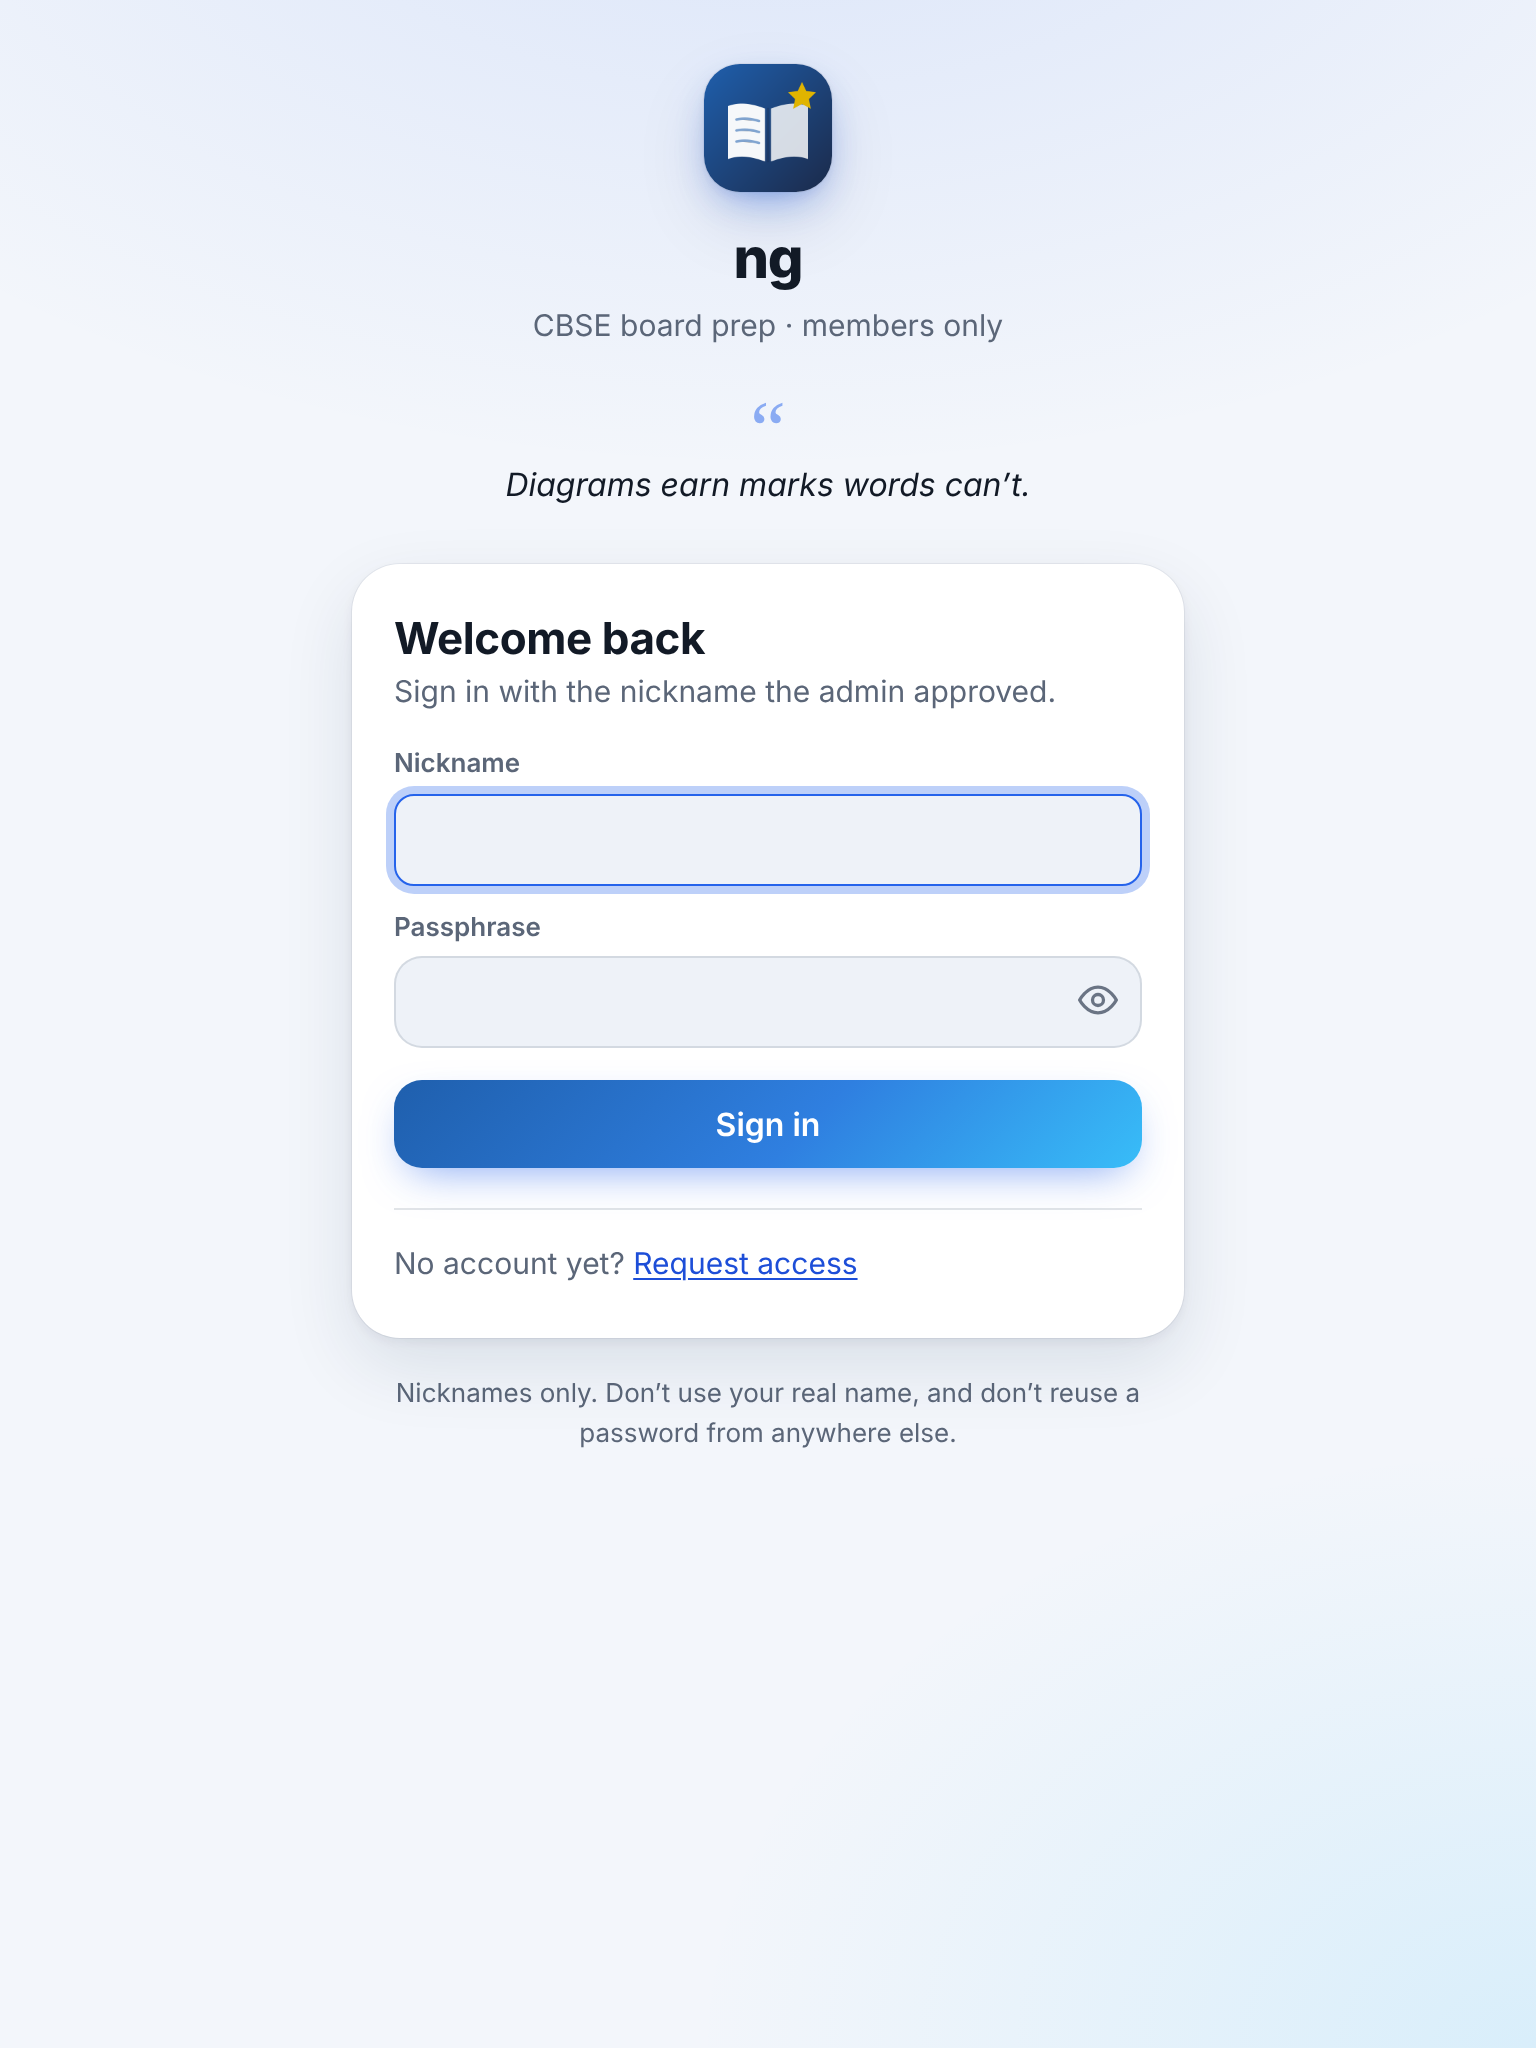 ng
CBSE board prep · members only
“
Diagrams earn marks words can’t.
Welcome back
Sign in with the nickname the admin approved.
Nickname
Passphrase
Sign in
No account yet? Request access
Nicknames only. Don’t use your real name, and don’t reuse a
password from anywhere else.